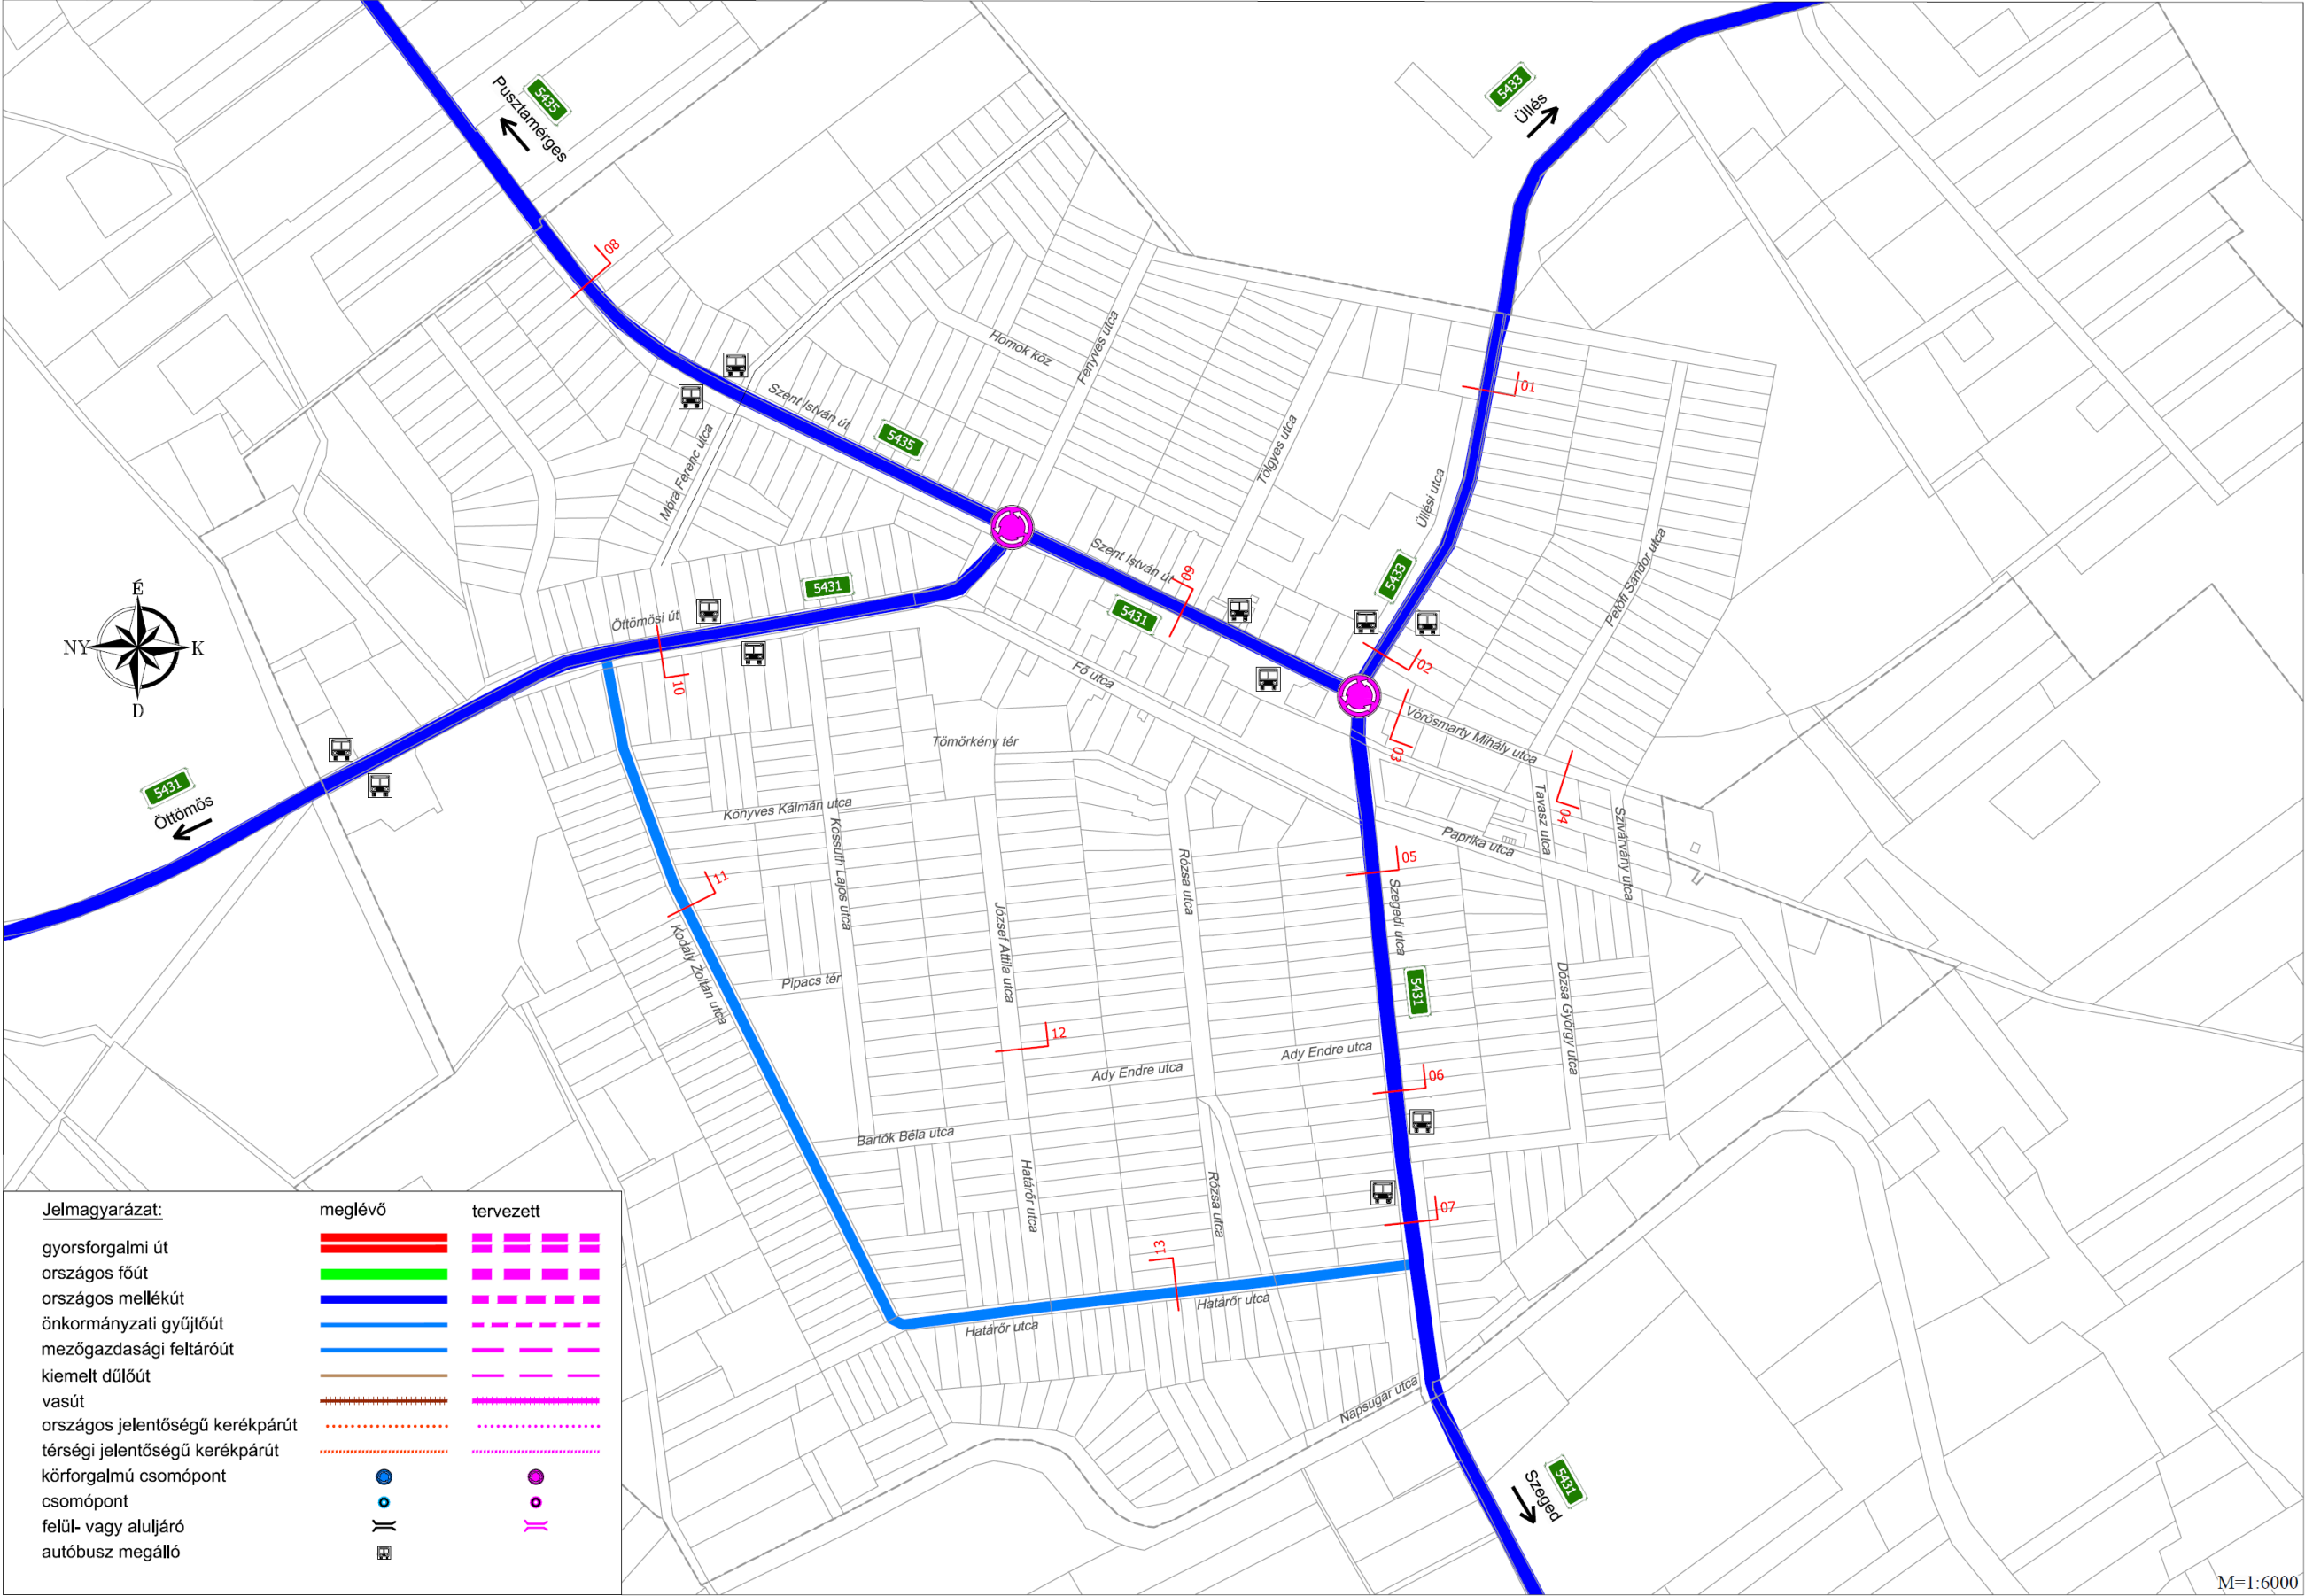 5435
Pusztamérges
5433
Üllés
08
Homok köz
Fenyves utca
01
Szent István út
5435
Móra Ferenc utca
Tölgyes utca
Üllési utca
Petőfi Sándor utca
Szent István út
09
5433
5431
5431
Öttömösi út
10
02
É
NY
K
D
Fő utca
Vörösmarty Mihály utca
03
04
Tömörkény tér
5431
Öttömös
Könyves Kálmán utca
Kossuth Lajos utca
Tavasz utca
Szivárvány utca
Paprika utca
05
Rózsa utca
Szegedi utca
11
Kodály Zoltán utca
József Attila utca
Pipacs tér
5431
Dózsa György utca
12
Ady Endre utca
Ady Endre utca
06
Bartók Béla utca
Határőr utca
Rózsa utca
07
13
Határőr utca
Határőr utca
Napsugár utca
Szeged
5431
Jelmagyarázat:
meglévő
tervezett
gyorsforgalmi út
országos főút
országos mellékút
önkormányzati gyűjtőút
mezőgazdasági feltáróút
kiemelt dűlőút
vasút
országos jelentőségű kerékpárút
térségi jelentőségű kerékpárút
körforgalmú csomópont
csomópont
felül- vagy aluljáró
autóbusz megálló
M=1:6000